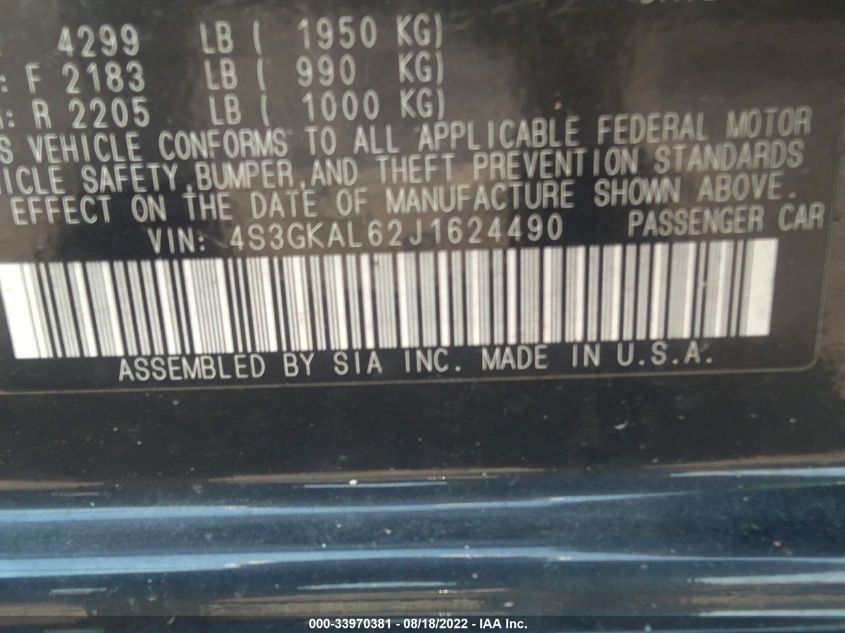 4299 LB ( 1950 KG)
: F 2183 LB ( 990 KG)
: R 2205 LB ( 1000 KG)
S VEHICLE CONFORMS TO ALL APPLICABLE FEDERAL MOTOR
ICLE SAFETY,BUMPER,AND THEFT PREVENTION STANDARDS
EFFECT ON THE DATE OF MANUFACTURE SHOWN ABOVE.
VIN: 4S3GKAL62J1624490 PASSENGER CAR
ASSEMBLED BY SIA INC. MADE IN U.S.A.
000-33970381 - 08/18/2022 - IAA Inc.